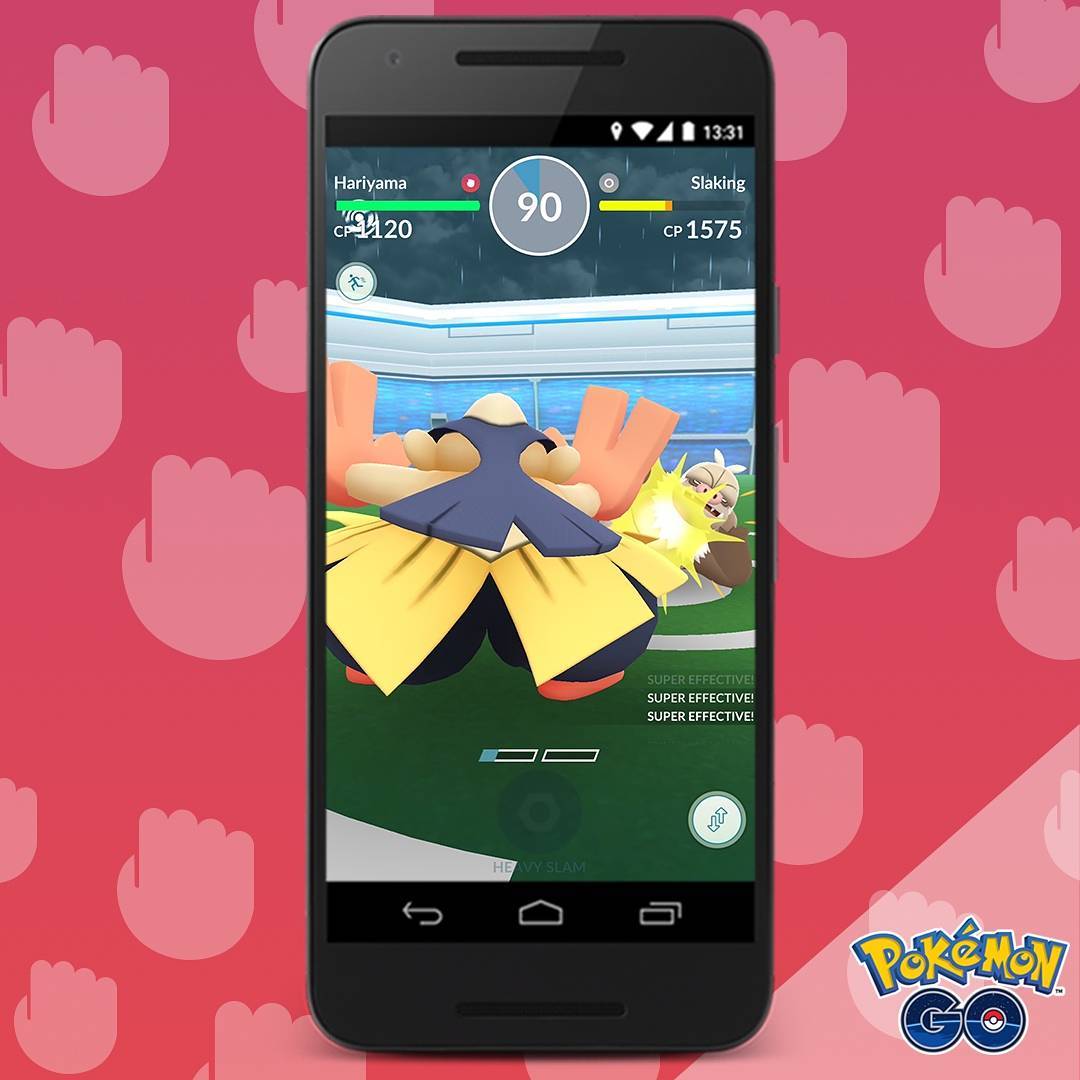 13:31
Hariyama
90
Slaking
CP 1120
CP 1575
SUPER EFFECTIVE!
SUPER EFFECTIVE!
SUPER EFFECTIVE!
HEAVY SLAM
POKéMON
TM
GO